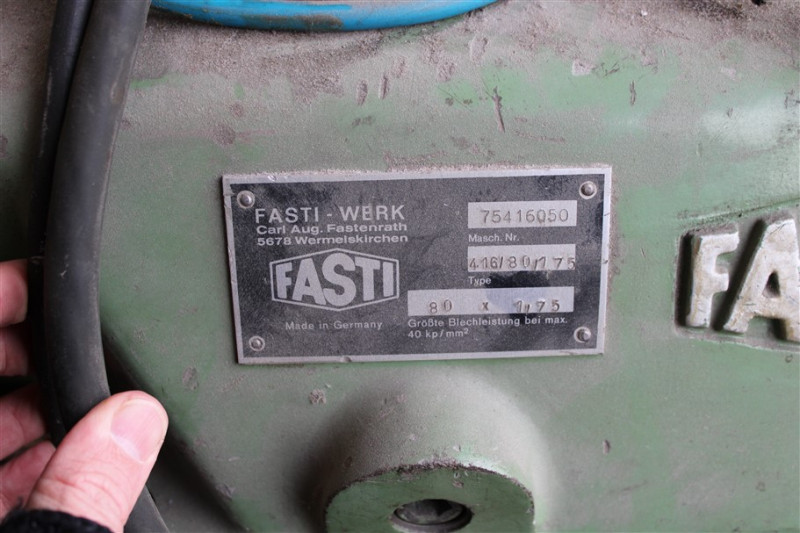 FASTI - WERK
Carl Aug. Fastenrath
5678 Wermelskirchen
FASTI
Made in Germany
75416050
Masch. Nr.
416/80/1,75
Type
80 x 1,75
Größte Blechleistung bei max.
40 kp/mm²
FA